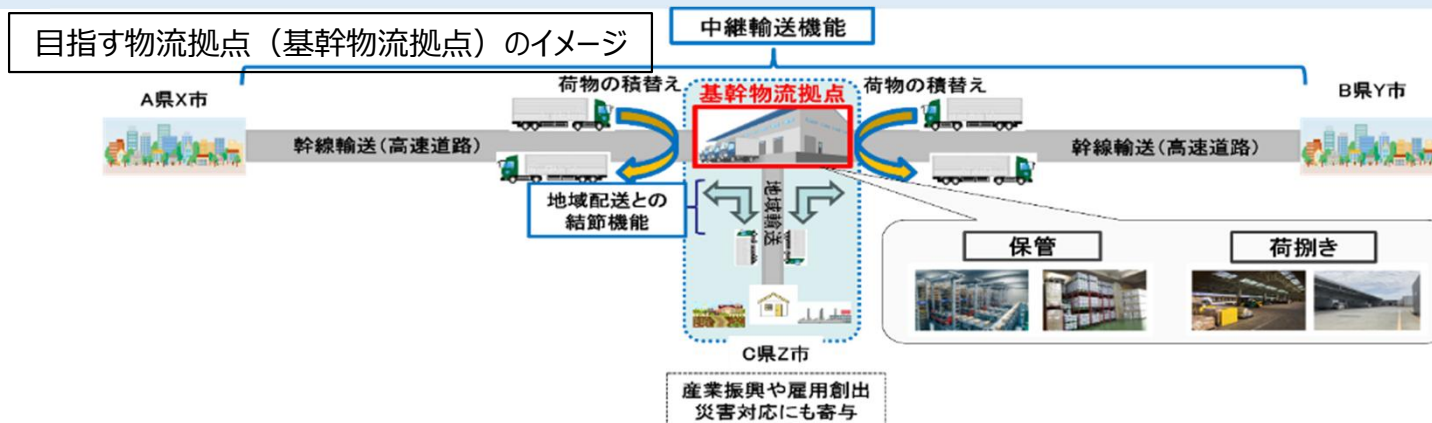 目指す物流拠点（基幹物流拠点）のイメージ
中継輸送機能
A県X市
荷物の積替え
基幹物流拠点
荷物の積替え
B県Y市
幹線輸送(高速道路)
幹線輸送(高速道路)
地域配送との
結節機能
地域輸送
保管
荷捌き
C県Z市
産業振興や雇用創出
災害対応にも寄与